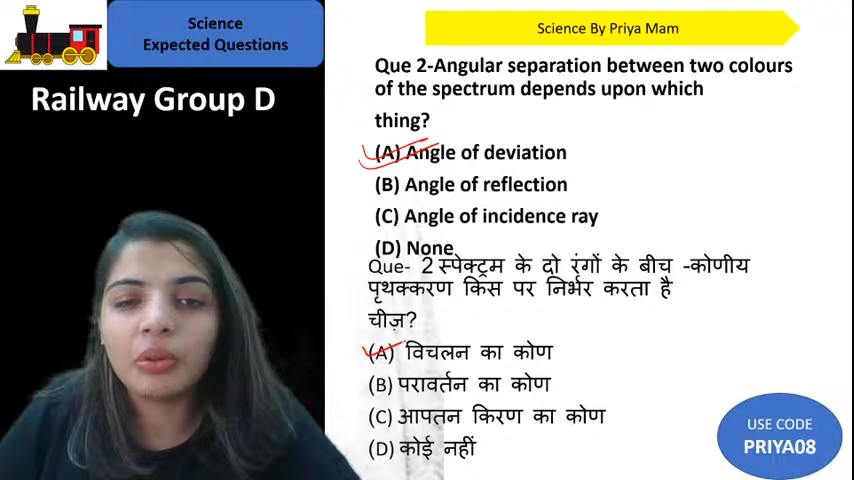 Science
Expected Questions
Railway Group D
Science By Priya Mam
Que 2-Angular separation between two colours
of the spectrum depends upon which
thing?
(A) Angle of deviation
(B) Angle of reflection
(C) Angle of incidence ray
(D) None
Que- 2 स्पेक्ट्रम के दो रंगों के बीच -कोणीय
पृथक्करण किस पर निर्भर करता है
चीज़?
(A) विचलन का कोण
(B) परावर्तन का कोण
(C) आपतन किरण का कोण
(D) कोई नहीं
USE CODE
PRIYA08